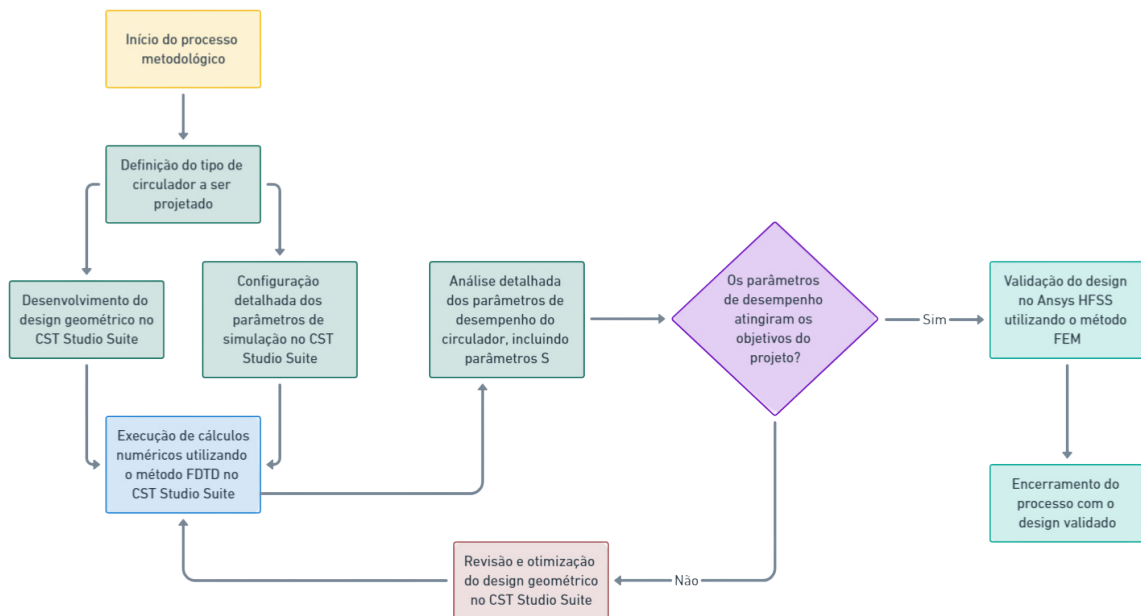 Início do processo
metodológico
Definição do tipo de
circulador a ser
projetado
Desenvolvimento do
design geométrico no
CST Studio Suite
Configuração
detalhada dos
parâmetros de
simulação no CST
Studio Suite
Execução de cálculos
numéricos utilizando
o método FDTD no
CST Studio Suite
Análise detalhada
dos parâmetros de
desempenho do
circulador, incluindo
parâmetros S
Os parâmetros
de desempenho
atingiram os
objetivos do
projeto?
Sim
Validação do design
no Ansys HFSS
utilizando o método
FEM
Encerramento do
processo com o
design validado
Não
Revisão e otimização
do design geométrico
no CST Studio Suite